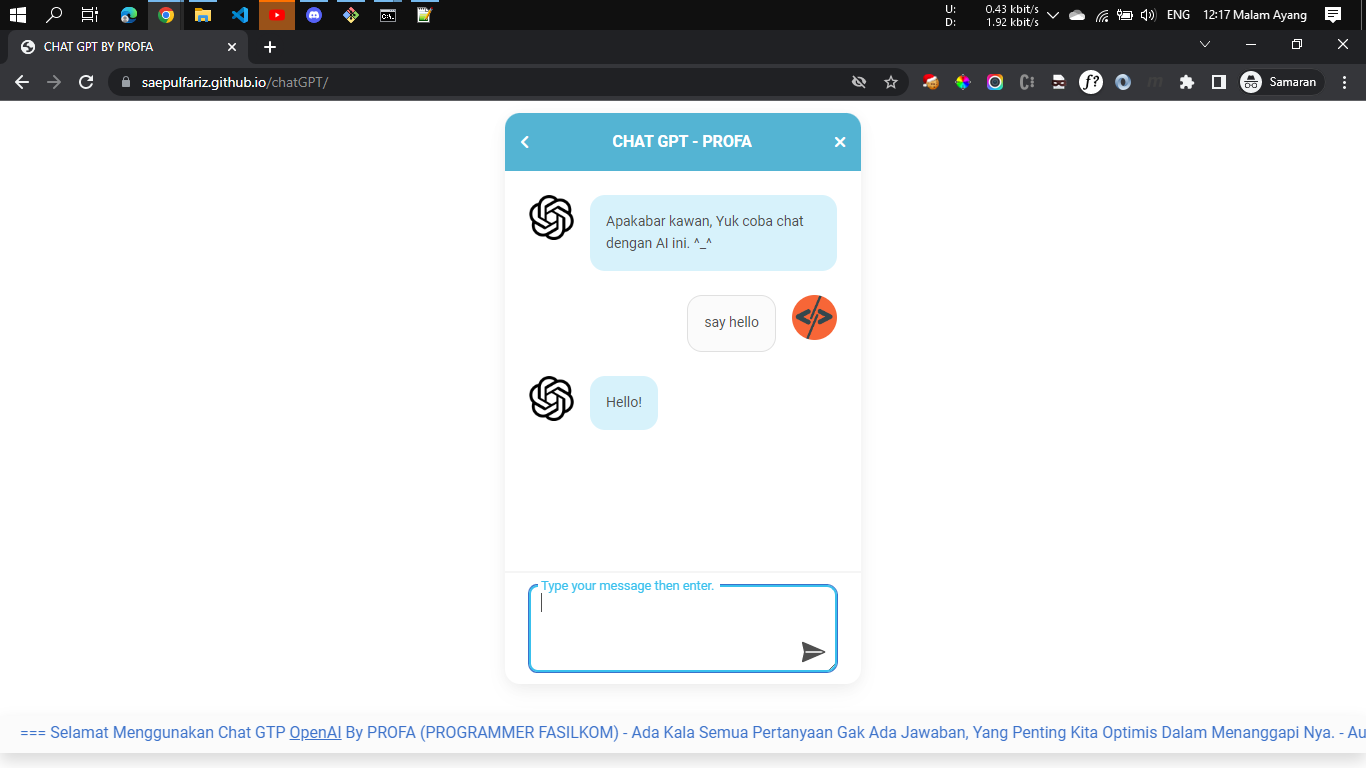 U: 0.43 kbit/s
D: 1.92 kbit/s
ENG
12:17 Malam Ayang
CHAT GPT BY PROFA
saepulfariz.github.io/chatGPT/
f?
Samaran
CHAT GPT - PROFA
Apakabar kawan, Yuk coba chat
dengan AI ini. ^_^
say hello
Hello!
Type your message then enter.
=== Selamat Menggunakan Chat GTP OpenAI By PROFA (PROGRAMMER FASILKOM) - Ada Kala Semua Pertanyaan Gak Ada Jawaban, Yang Penting Kita Optimis Dalam Menanggapi Nya. - Au